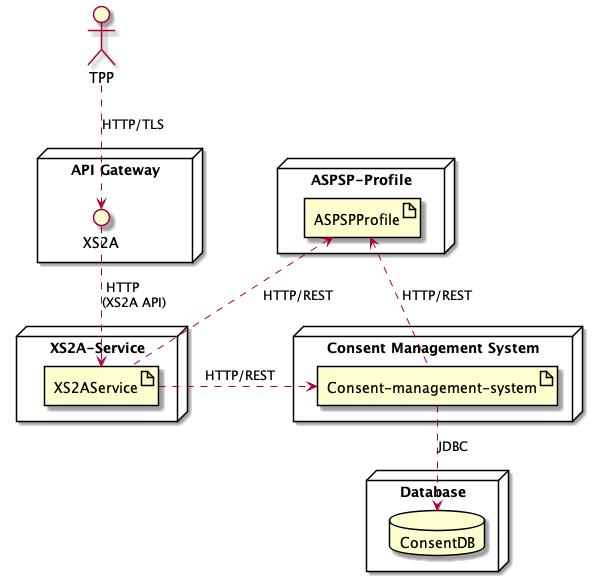 TPP
HTTP/TLS
API Gateway
XS2A
ASPSP-Profile
ASPSPProfile
HTTP
(XS2A API)
HTTP/REST
HTTP/REST
XS2A-Service
XS2AService
HTTP/REST
Consent Management System
Consent-management-system
JDBC
Database
ConsentDB